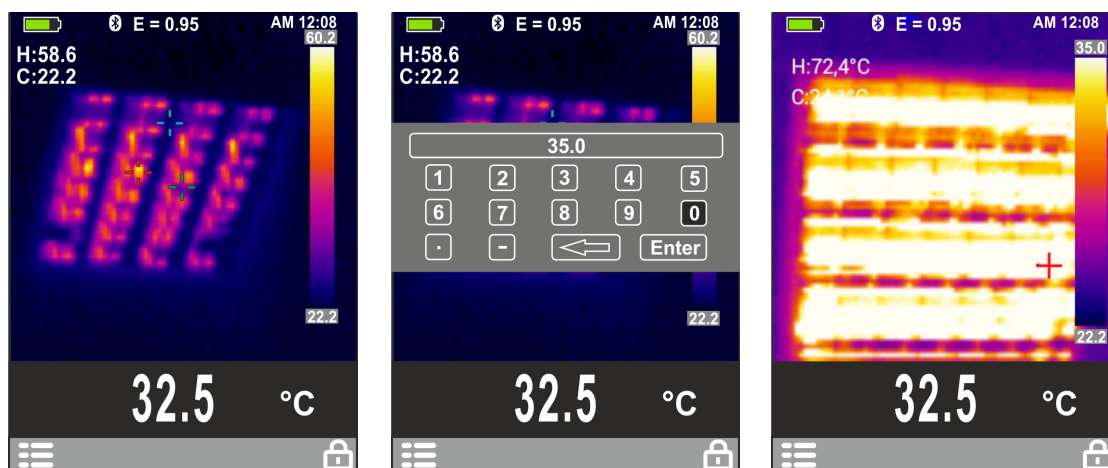 E = 0.95 AM 12:08
60.2
H:58.6
C:22.2
22.2
32.5 °C
E = 0.95 AM 12:08
60.2
H:58.6
C:22.2
35.0
1 2 3 4 5
6 7 8 9 0
. - Enter
22.2
32.5 °C
E = 0.95 AM 12:08
35.0
H:72,4°C
C:24,1°C
22.2
32.5 °C